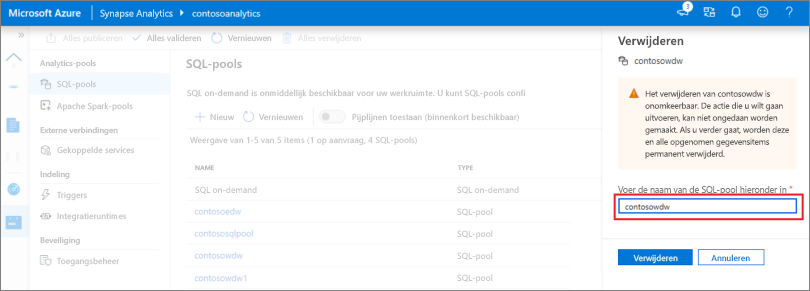 Microsoft Azure Synapse Analytics contosoanalytics 3
Alles publiceren Alles valideren Vernieuwen Alles verwijderen
Analytics-pools
SQL-pools
Apache Spark-pools
Externe verbindingen
Gekoppelde services
Indeling
Triggers
Integratieruntimes
Beveiliging
Toegangsbeheer
SQL-pools
SQL on-demand is onmiddellijk beschikbaar voor uw werkruimte. U kunt SQL-pools confi
Nieuw Vernieuwen Pijplijnen toestaan (binnenkort beschikbaar)
Weergave van 1-5 van 5 items (1 op aanvraag, 4 SQL-pools)
NAME TYPE
SQL on-demand SQL on-demand
contosoedw SQL-pool
contososqlpool SQL-pool
contosowdw SQL-pool
contosowdw1 SQL-pool
Verwijderen
contosowdw
Het verwijderen van contosowdw is
onomkeerbaar. De actie die u wilt gaan
uitvoeren, kan niet ongedaan worden
gemaakt. Als u verder gaat, worden deze
en alle opgenomen gegevensitems
permanent verwijderd.
Voer de naam van de SQL-pool hieronder in *
contosowdw
Verwijderen Annuleren